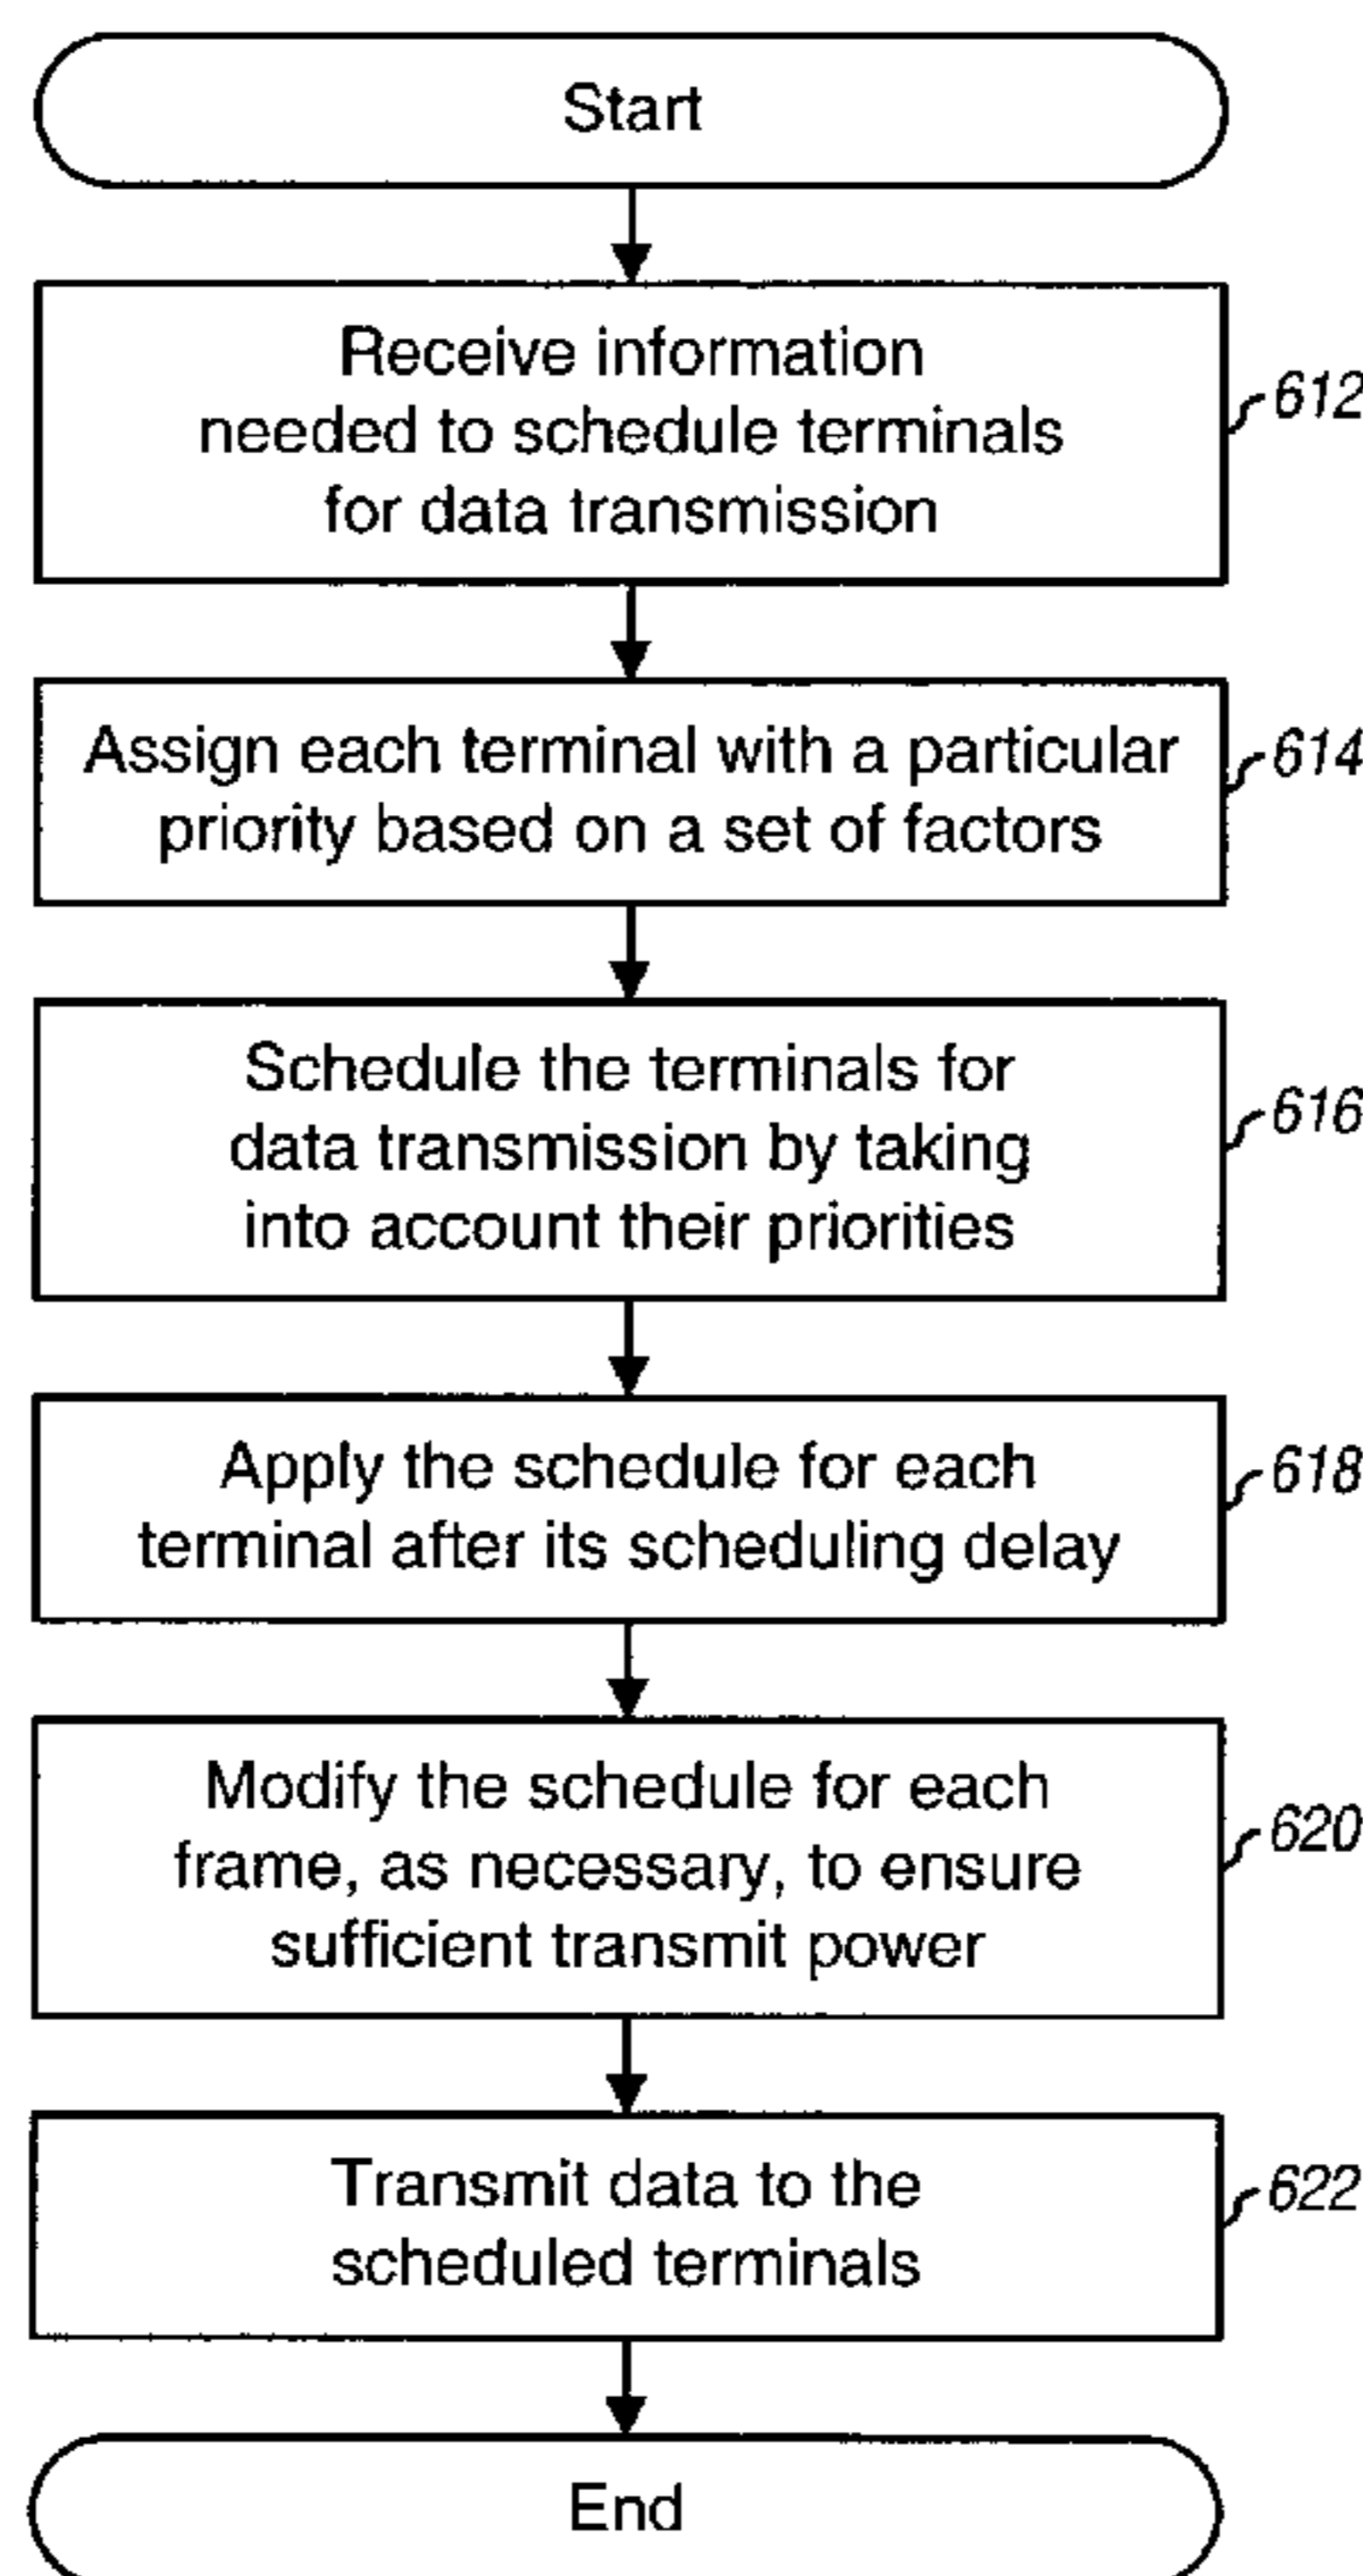 Start
Receive information
needed to schedule terminals
for data transmission
612
Assign each terminal with a particular
priority based on a set of factors
614
Schedule the terminals for
data transmission by taking
into account their priorities
616
Apply the schedule for each
terminal after its scheduling delay
618
Modify the schedule for each
frame, as necessary, to ensure
sufficient transmit power
620
Transmit data to the
scheduled terminals
622
End